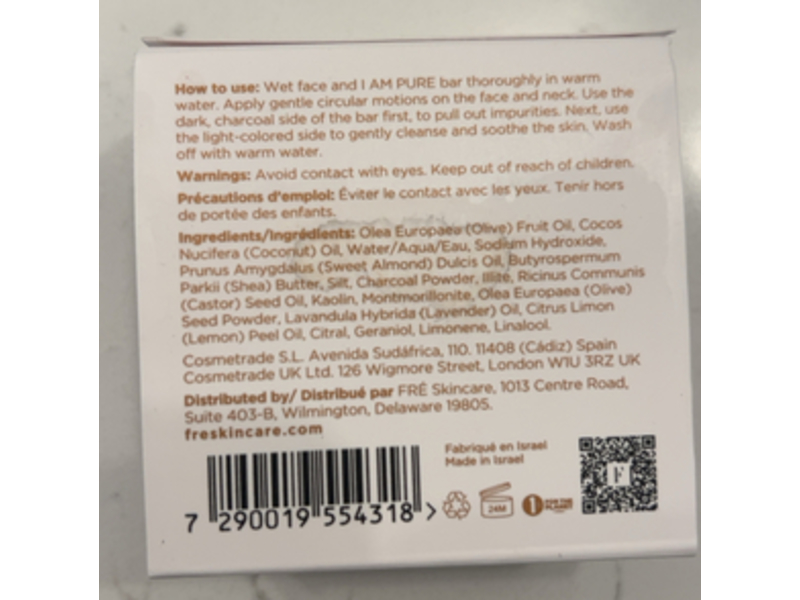 How to use: Wet face and I AM PURE bar thoroughly in warm
water. Apply gentle circular motions on the face and neck. Use the
dark, charcoal side of the bar first, to pull out impurities. Next, use
the light-colored side to gently cleanse and soothe the skin. Wash
off with warm water.
Warnings: Avoid contact with eyes. Keep out of reach of children.
Précautions d'emploi: Éviter le contact avec les yeux. Tenir hors
de portée des enfants.
Ingredients/Ingrédients: Olea Europaea (Olive) Fruit Oil, Cocos
Nucifera (Coconut) Oil, Water/Aqua/Eau, Sodium Hydroxide,
Prunus Amygdalus (Sweet Almond) Dulcis Oil, Butyrospermum
Parkii (Shea) Butter, Silt, Charcoal Powder, Illite, Ricinus Communis
(Castor) Seed Oil, Kaolin, Montmorillonite, Olea Europaea (Olive)
Seed Powder, Lavandula Hybrida (Lavender) Oil, Citrus Limon
(Lemon) Peel Oil, Citral, Geraniol, Limonene, Linalool.
Cosmetrade S.L. Avenida Sudáfrica, 110. 11408 (Cádiz) Spain
Cosmetrade UK Ltd. 126 Wigmore Street, London W1U 3RZ UK
Distributed by/ Distribué par FRÉ Skincare, 1013 Centre Road,
Suite 403-B, Wilmington, Delaware 19805.
freskincare.com
Fabriqué en Israel
Made in Israel
7 290019 554318 >
24M
1 FOR THE
PLANET
F